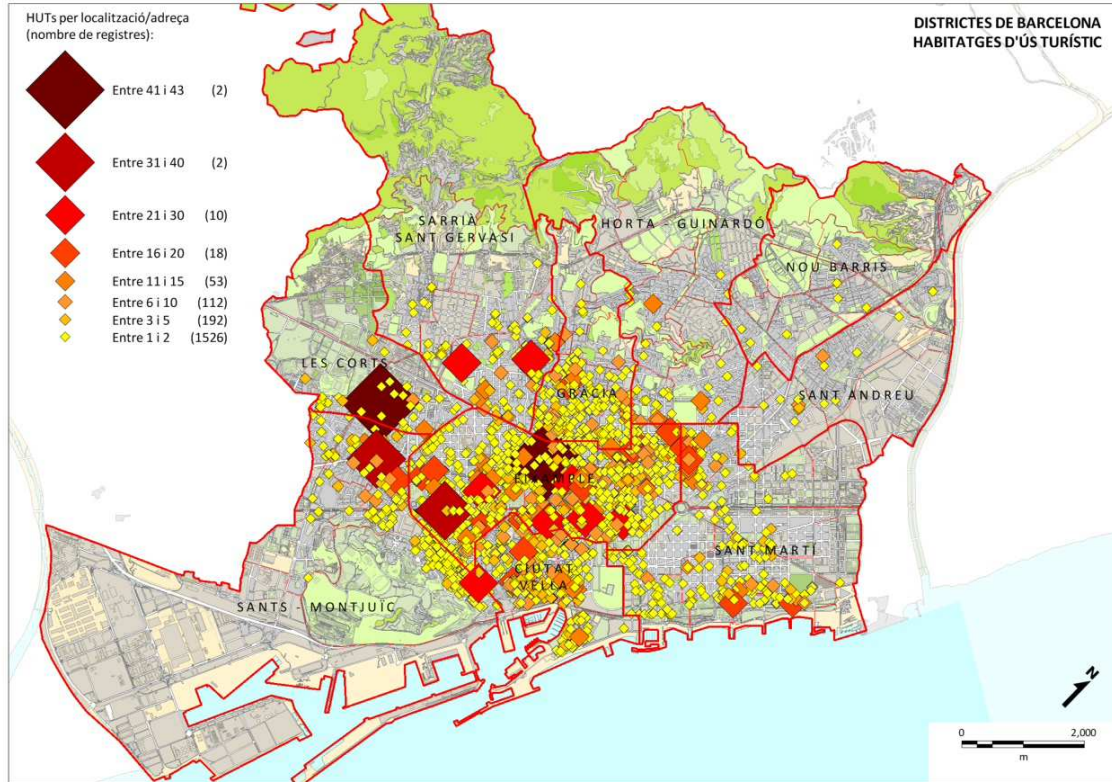 HUTs per localització/adreça
(nombre de registres):
Entre 41 i 43 (2)
Entre 31 i 40 (2)
Entre 21 i 30 (10)
Entre 16 i 20 (18)
Entre 11 i 15 (53)
Entre 6 i 10 (112)
Entre 3 i 5 (192)
Entre 1 i 2 (1526)
DISTRICTES DE BARCELONA
HABITATGES D'ÚS TURÍSTIC
SARRIÀ
SANT GERVASI
HORTA - GUINARDÓ
NOU BARRIS
LES CORTS
GRÀCIA
SANT ANDREU
EIXAMPLE
SANT MARTÍ
CIUTAT
VELLA
SANTS - MONTJUÏC
N
0 2,000
m